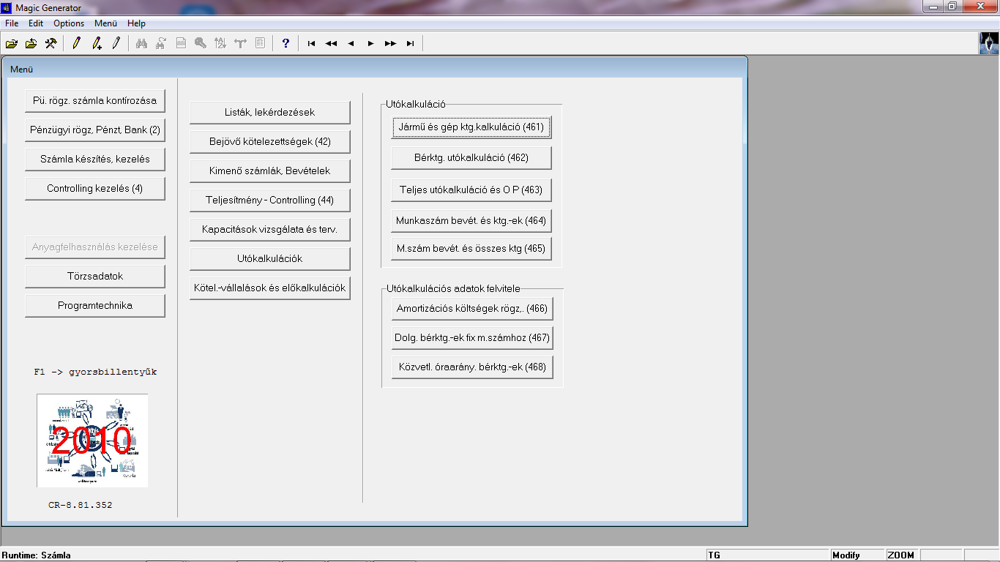 Magic Generator
File Edit Options Menü Help
Menü
Pü. rögz. számla kontírozása
Pénzügyi rögz, Pénzt, Bank (2)
Számla készítés, kezelés
Controlling kezelés (4)
Anyagfelhasználás kezelése
Törzsadatok
Programtechnika
F1 -> gyorsbillentyűk
2010
CR-8.81.352
Listák, lekérdezések
Bejövő kötelezettségek (42)
Kimenő számlák, Bevételek
Teljesítmény - Controlling (44)
Kapacitások vizsgálata és terv.
Utókalkulációk
Kötel.-vállalások és előkalkulációk
Utókalkuláció
Jármű és gép ktg.kalkuláció (461)
Bérktg. utókalkuláció (462)
Teljes utókalkuláció és O P (463)
Munkaszám bevét. és ktg.-ek (464)
M.szám bevét. és összes ktg (465)
Utókalkulációs adatok felvitele
Amortizációs költségek rögz,. (466)
Dolg. bérktg.-ek fix m.számhoz (467)
Közvetl. óraarány. bérktg.-ek (468)
Runtime: Számla
TG
Modify
ZOOM